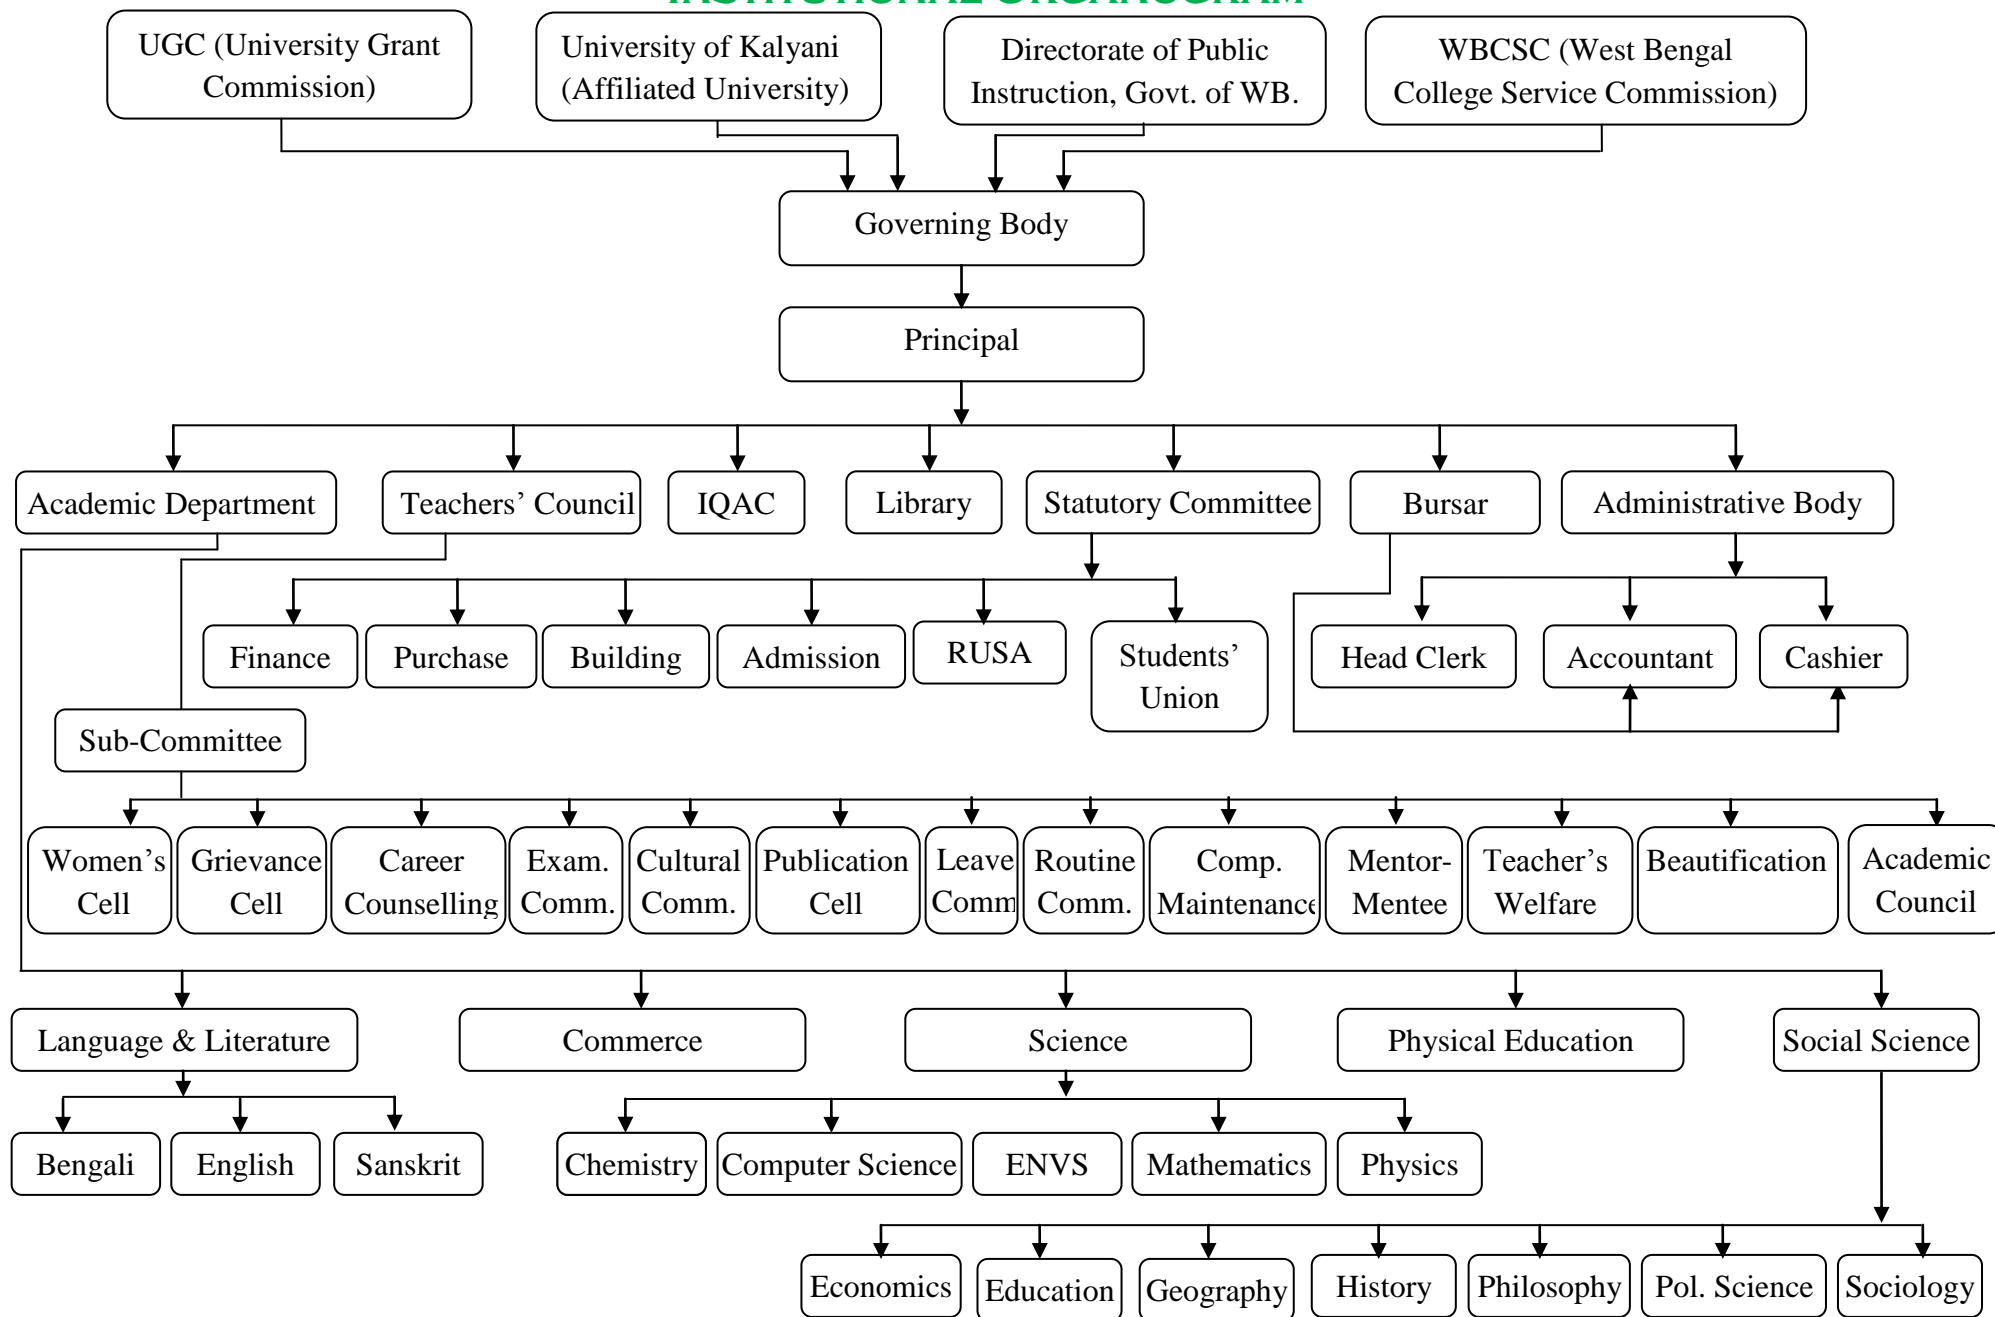 INSTITUTIONAL ORGANOGRAM
UGC (University Grant
Commission)
University of Kalyani
(Affiliated University)
Directorate of Public
Instruction, Govt. of WB.
WBCSC (West Bengal
College Service Commission)
Governing Body
Principal
Academic Department
Teachers’ Council
IQAC
Library
Statutory Committee
Bursar
Administrative Body
Finance
Purchase
Building
Admission
RUSA
Students’
Union
Head Clerk
Accountant
Cashier
Sub-Committee
Women’s
Cell
Grievance
Cell
Career
Counselling
Exam.
Comm.
Cultural
Comm.
Publication
Cell
Leave
Comm
Routine
Comm.
Comp.
Maintenance
Mentor-
Mentee
Teacher’s
Welfare
Beautification
Academic
Council
Language & Literature
Commerce
Science
Physical Education
Social Science
Bengali
English
Sanskrit
Chemistry
Computer Science
ENVS
Mathematics
Physics
Economics
Education
Geography
History
Philosophy
Pol. Science
Sociology